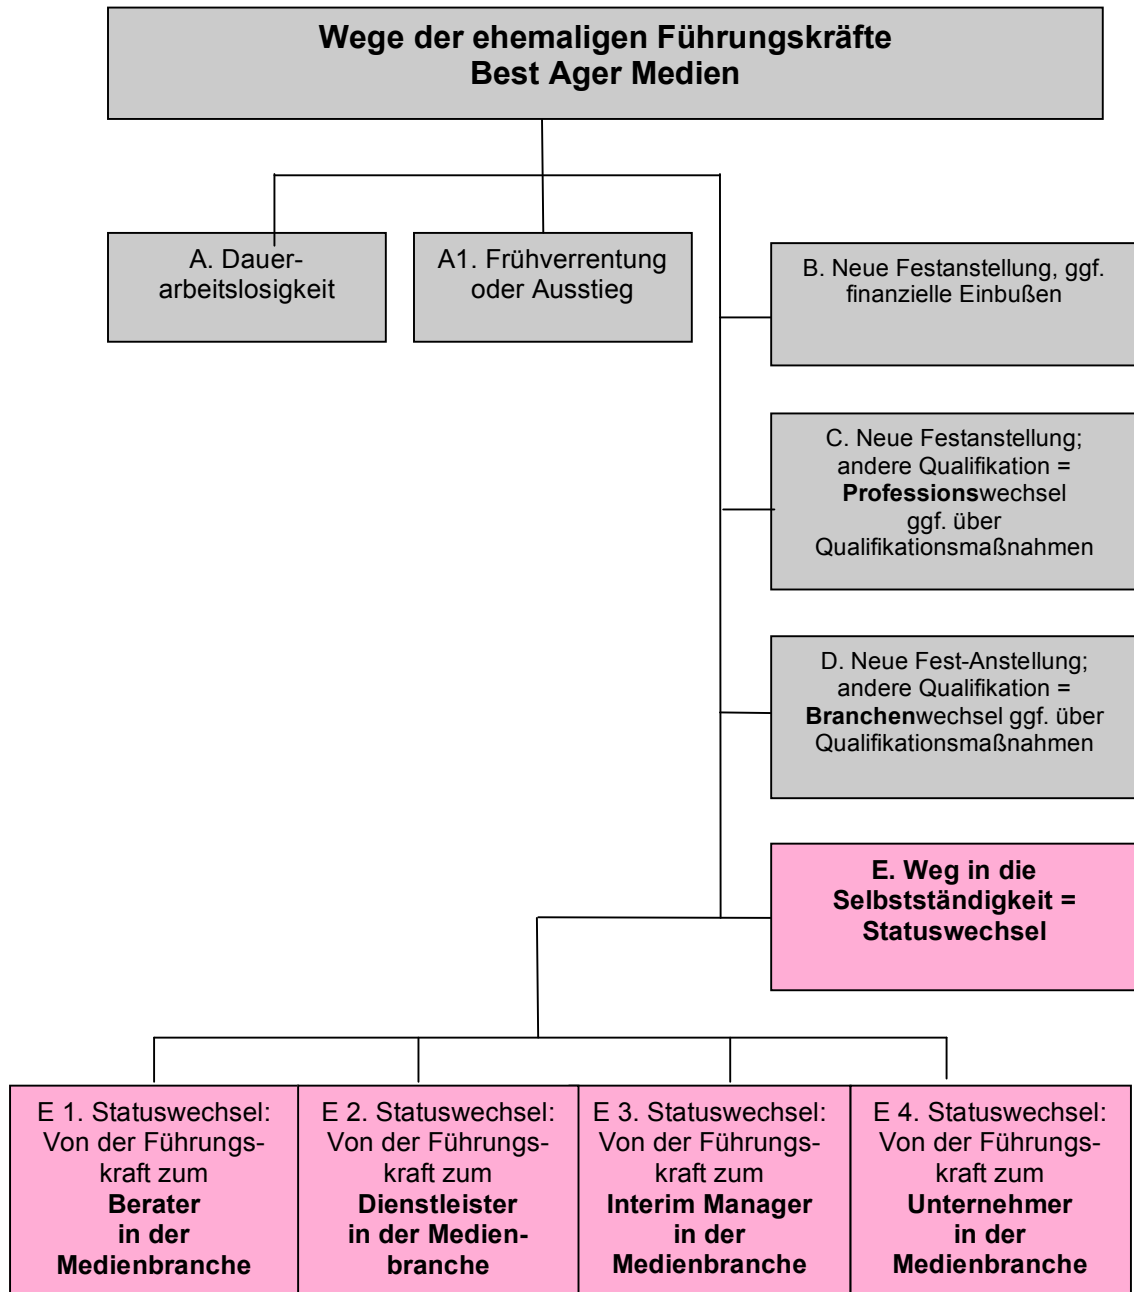 Wege der ehemaligen Führungskräfte
Best Ager Medien
A. Dauer-
arbeitslosigkeit
A1. Frühverrentung
oder Ausstieg
B. Neue Festanstellung, ggf.
finanzielle Einbußen
C. Neue Festanstellung;
andere Qualifikation =
Professionswechsel
ggf. über
Qualifikationsmaßnahmen
D. Neue Fest-Anstellung;
andere Qualifikation =
Branchenwechsel ggf. über
Qualifikationsmaßnahmen
E. Weg in die
Selbstständigkeit =
Statuswechsel
E 1. Statuswechsel:
Von der Führungs-
kraft zum
Berater
in der
Medienbranche
E 2. Statuswechsel:
Von der Führungs-
kraft zum
Dienstleister
in der Medien-
branche
E 3. Statuswechsel:
Von der Führungs-
kraft zum
Interim Manager
in der
Medienbranche
E 4. Statuswechsel:
Von der Führungs-
kraft zum
Unternehmer
in der
Medienbranche